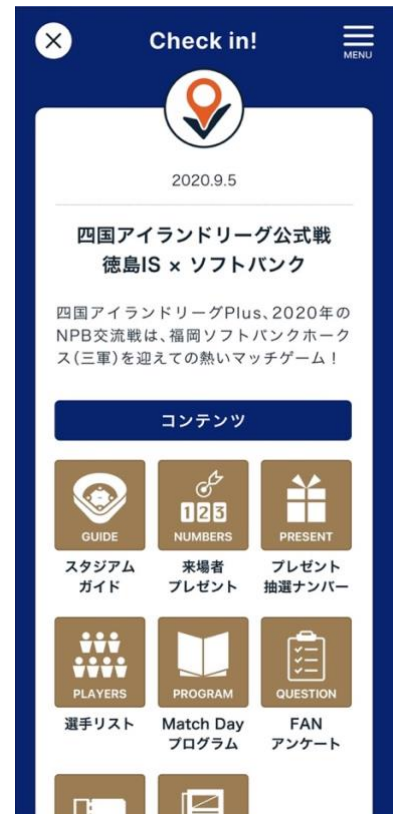 Check in!
MENU
2020.9.5
四国アイランドリーグ公式戦
徳島IS × ソフトバンク
四国アイランドリーグPlus、2020年の
NPB交流戦は、福岡ソフトバンクホーク
ス(三軍)を迎えての熱いマッチゲーム！
コンテンツ
GUIDE
スタジアム
ガイド
123
NUMBERS
来場者
プレゼント
PRESENT
プレゼント
抽選ナンバー
PLAYERS
選手リスト
PROGRAM
Match Day
プログラム
QUESTION
FAN
アンケート